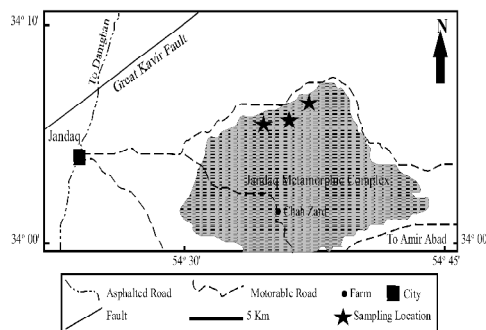 34° 10'
N
To Damghan
Great Kavir Fault
Jandaq
Jandaq Metamorphic Complex
Chah Zard
To Amir Abad
34° 00'
34° 00
54° 30'
54° 45
Asphalted Road
Motorable Road
Farm
City
Fault
5 Km
Sampling Location